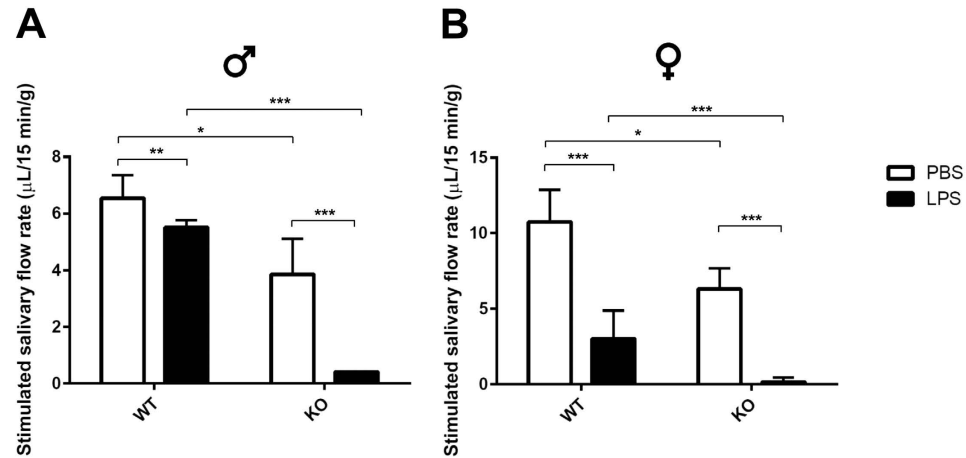 A
♂
Stimulated salivary flow rate (μL/15 min/g)
***
*
**
***
8
6
4
2
0
WT
KO
B
♀
Stimulated salivary flow rate (μL/15 min/g)
***
*
***
***
15
10
5
0
WT
KO
PBS
LPS